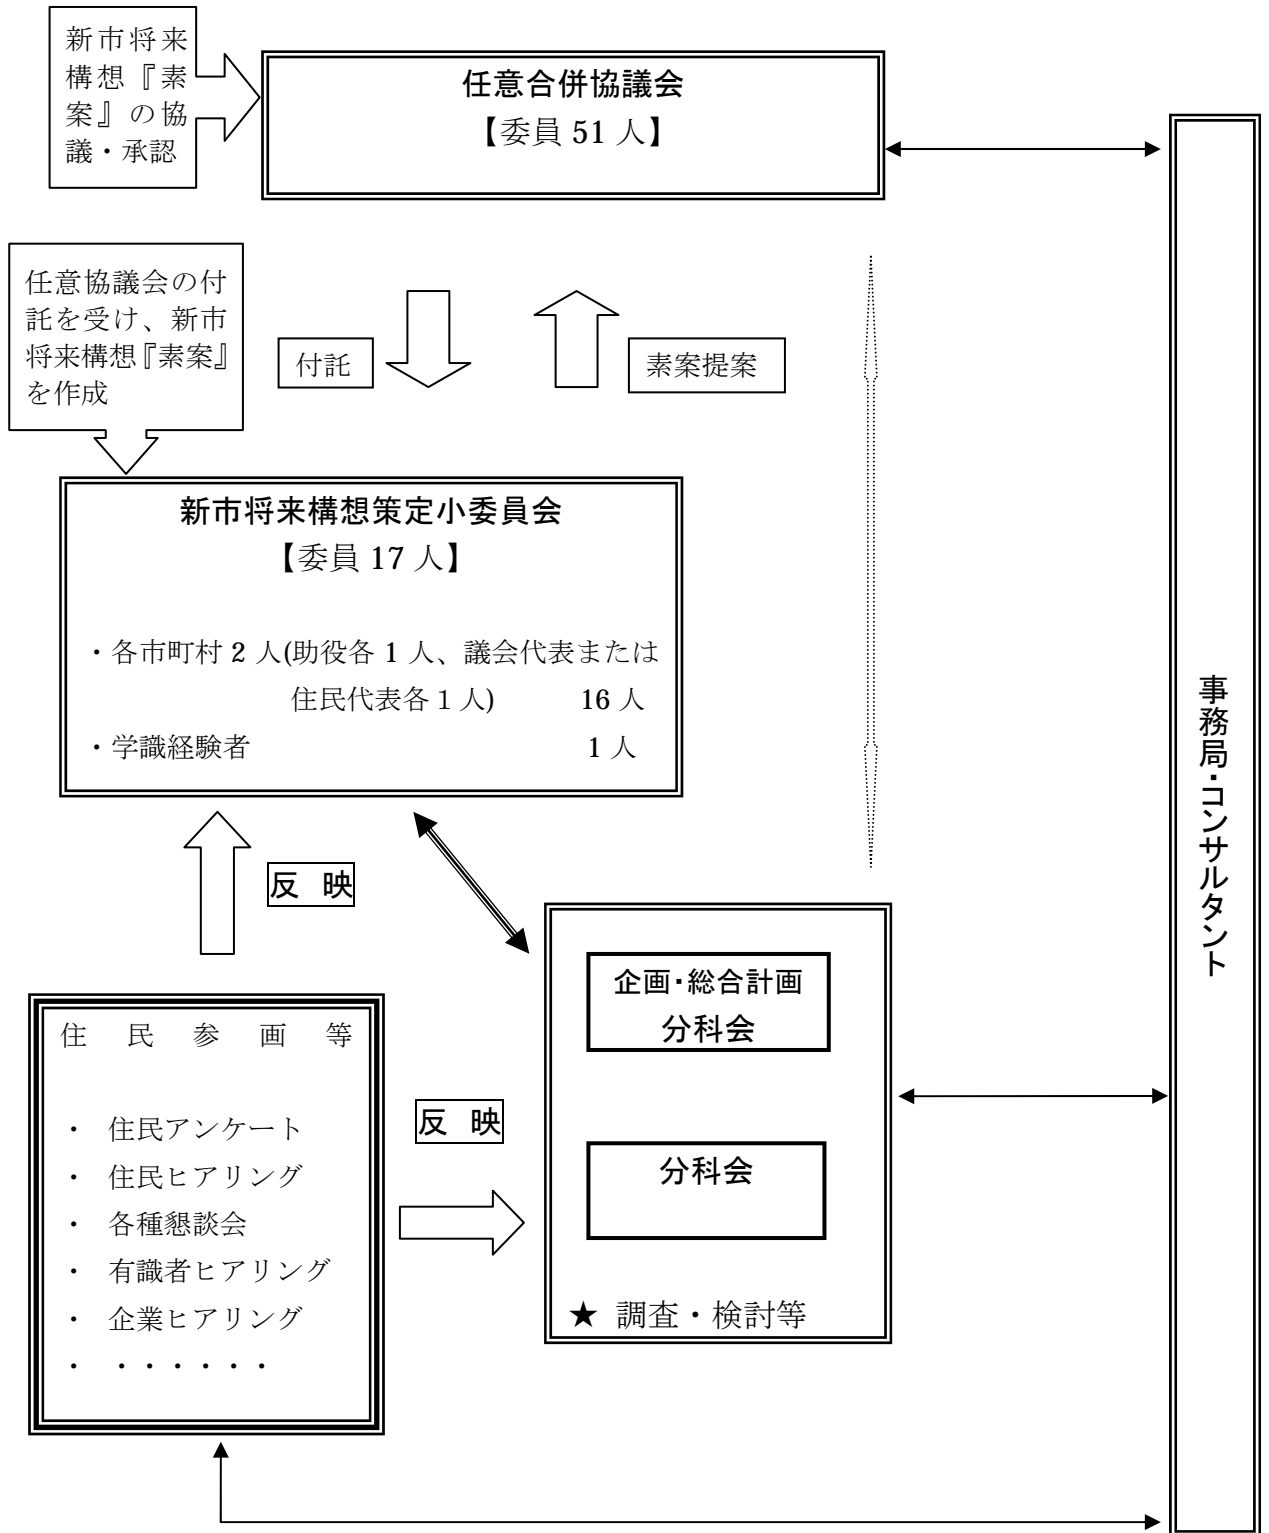 新市将来
構想『素
案』の協
議・承認
任意合併協議会
【委員 51 人】
任意協議会の付
託を受け、新市
将来構想『素案』
を作成
付託
素案提案
新市将来構想策定小委員会
【委員 17 人】
・各市町村 2 人(助役各 1 人、議会代表または
住民代表各１人) 16 人
・学識経験者 1 人
反 映
住 民 参 画 等
・ 住民アンケート
・ 住民ヒアリング
・ 各種懇談会
・ 有識者ヒアリング
・ 企業ヒアリング
・ ・・・・・・
反 映
企画・総合計画
分科会
分科会
★ 調査・検討等
事務局・コンサルタント